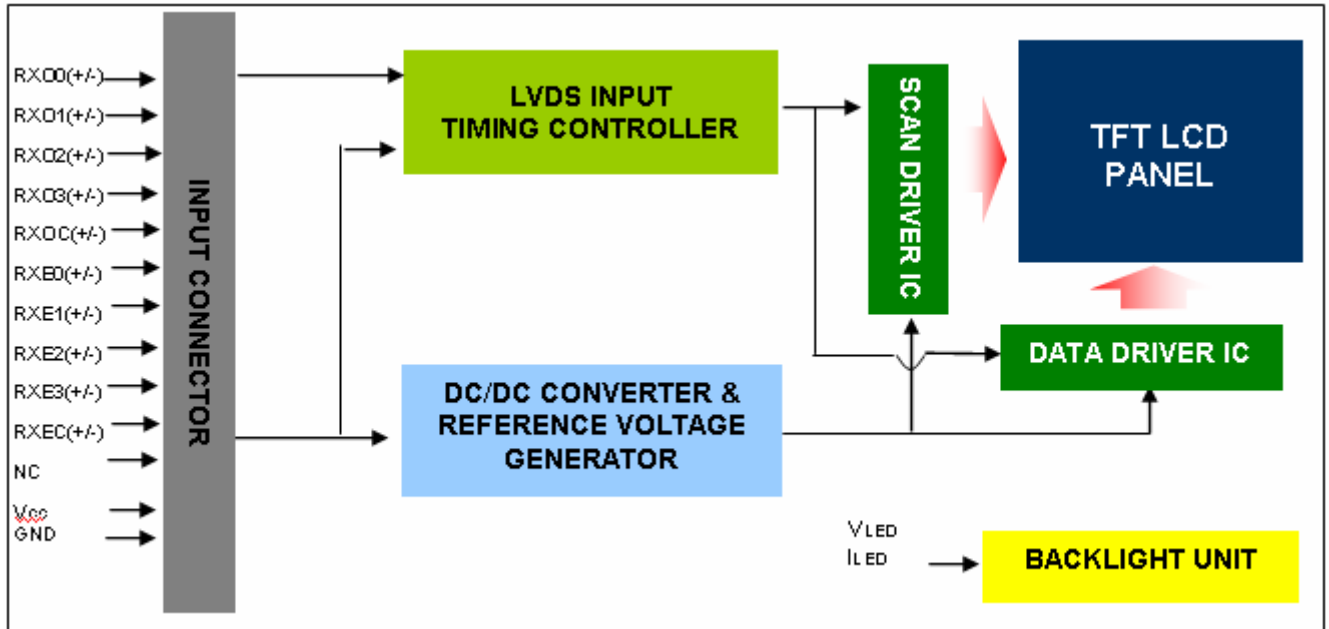 RXO0(+/-)
RXO1(+/-)
RXO2(+/-)
RXO3(+/-)
RXOC(+/-)
RXE0(+/-)
RXE1(+/-)
RXE2(+/-)
RXE3(+/-)
RXEC(+/-)
NC
Vcc
GND
INPUT CONNECTOR
LVDS INPUT
TIMING CONTROLLER
DC/DC CONVERTER &
REFERENCE VOLTAGE
GENERATOR
SCAN DRIVER IC
TFT LCD
PANEL
DATA DRIVER IC
VLED
ILED
BACKLIGHT UNIT